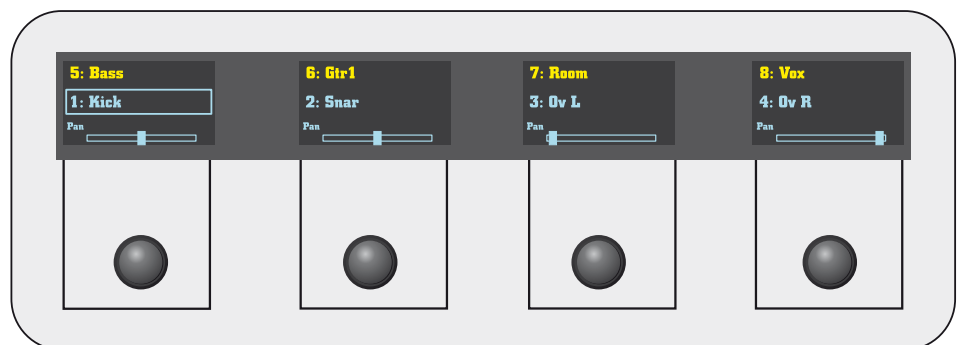 5: Bass
1: Kick
Pan
6: Gtr1
2: Snar
Pan
7: Room
3: Ov L
Pan
8: Vox
4: Ov R
Pan